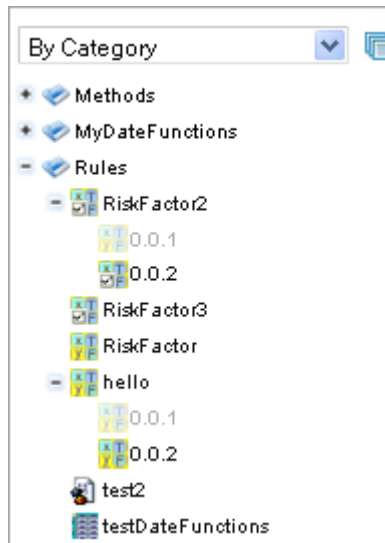 By Category
Methods
MyDateFunctions
Rules
RiskFactor2
0.0.1
0.0.2
RiskFactor3
RiskFactor
hello
0.0.1
0.0.2
test2
testDateFunctions